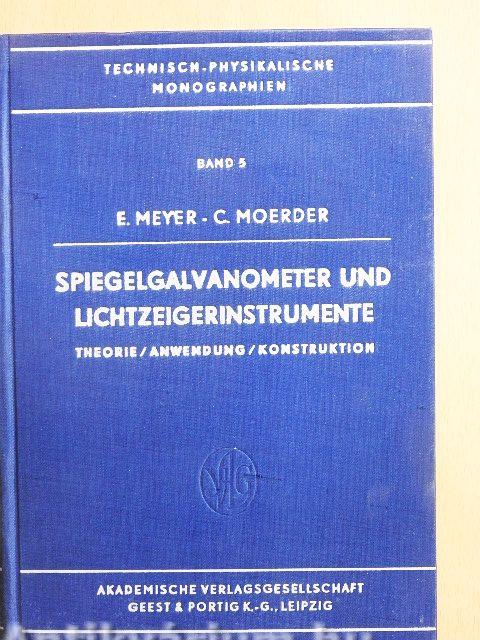 TECHNISCH-PHYSIKALISCHE
MONOGRAPHIEN
BAND 5
E. MEYER - C. MOERDER
SPIEGELGALVANOMETER UND
LICHTZEIGERINSTRUMENTE
THEORIE/ANWENDUNG/KONSTRUKTION
AKADEMISCHE VERLAGSGESELLSCHAFT
GEEST & PORTIG K.-G., LEIPZIG